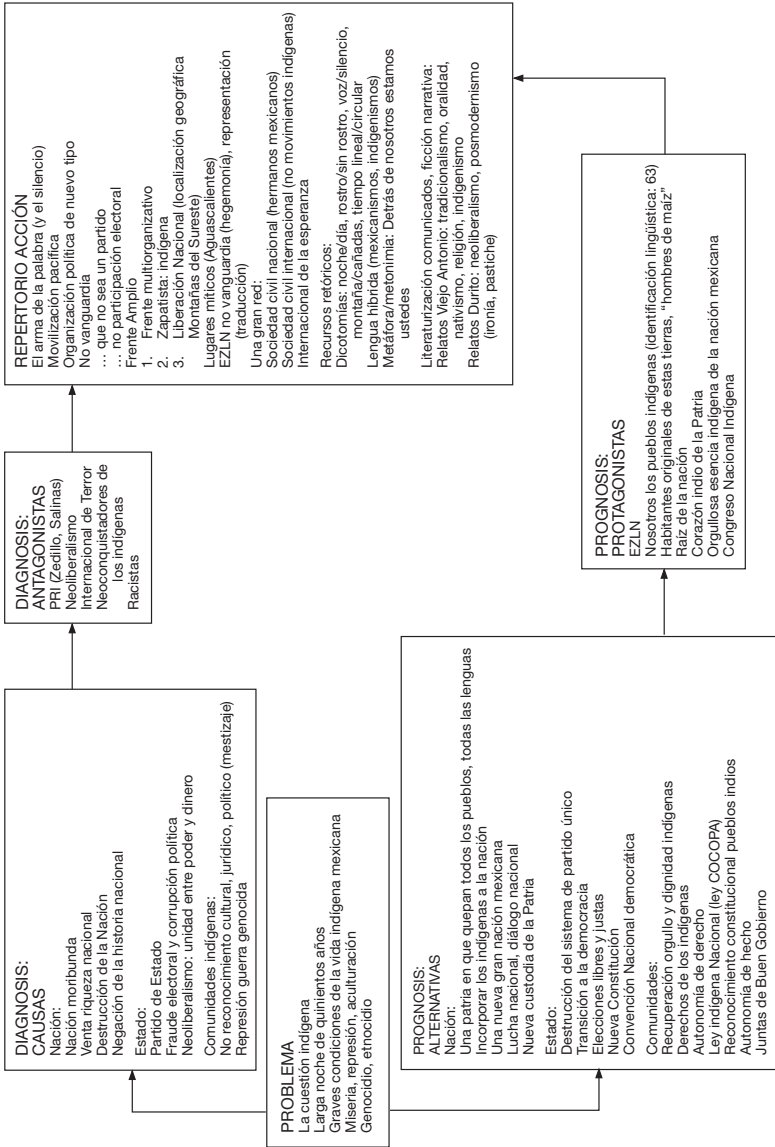 DIAGNOSIS:
CAUSAS
Nación:
Nación moribunda
Venta riqueza nacional
Destrucción de la Nación
Negación de la historia nacional
Estado:
Partido de Estado
Fraude electoral y corrupción política
Neoliberalismo: unidad entre poder y dinero
Comunidades indígenas:
No reconocimiento cultural, jurídico, político (mestizaje)
Represión guerra genocida
DIAGNOSIS:
ANTAGONISTAS
PRI (Zedillo, Salinas)
Neoliberalismo
Internacional de Terror
Neoconquistadores de
los indígenas
Racistas
REPERTORIO ACCIÓN
El arma de la palabra (y el silencio)
Movilización pacífica
Organización política de nuevo tipo
No vanguardia
... que no sea un partido
... no participación electoral
Frente Amplio
1. Frente multiorganizativo
2. Zapatista: indígena
3. Liberación Nacional (localización geográfica
Montañas del Sureste)
Lugares míticos (Aguascalientes)
EZLN no vanguardia (hegemonía), representación
(traducción)
Una gran red:
Sociedad civil nacional (hermanos mexicanos)
Sociedad civil internacional (no movimientos indígenas)
Internacional de la esperanza
Recursos retóricos:
Dicotomías: noche/día, rostro/sin rostro, voz/silencio,
montaña/cañadas, tiempo lineal/circular
Lengua híbrida (mexicanismos, indigenismos)
Metáfora/metonimia: Detrás de nosotros estamos
ustedes
Literaturización comunicados, ficción narrativa:
Relatos Viejo Antonio: tradicionalismo, oralidad,
nativismo, religión, indigenismo
Relatos Durito: neoliberalismo, posmodernismo
(ironía, pastiche)
PROBLEMA
La cuestión indígena
Larga noche de quinientos años
Graves condiciones de la vida indígena mexicana
Miseria, represión, aculturación
Genocidio, etnocidio
PROGNOSIS:
ALTERNATIVAS
Nación:
Una patria en que quepan todos los pueblos, todas las lenguas
Incorporar los indígenas a la nación
Una nueva gran nación mexicana
Lucha nacional, diálogo nacional
Nueva custodia de la Patria
Estado:
Destrucción del sistema de partido único
Transición a la democracia
Elecciones libres y justas
Nueva Constitución
Convención Nacional democrática
Comunidades:
Recuperación orgullo y dignidad indígenas
Derechos de los indígenas
Autonomía de derecho
Ley indígena Nacional (ley COCOPA)
Reconocimiento constitucional pueblos indios
Autonomía de hecho
Juntas de Buen Gobierno
PROGNOSIS:
PROTAGONISTAS
EZLN
Nosotros los pueblos indígenas (identificación lingüística: 63)
Habitantes originales de estas tierras, "hombres de maíz"
Raíz de la nación
Corazón indio de la Patria
Orgullosa esencia indígena de la nación mexicana
Congreso Nacional Indígena